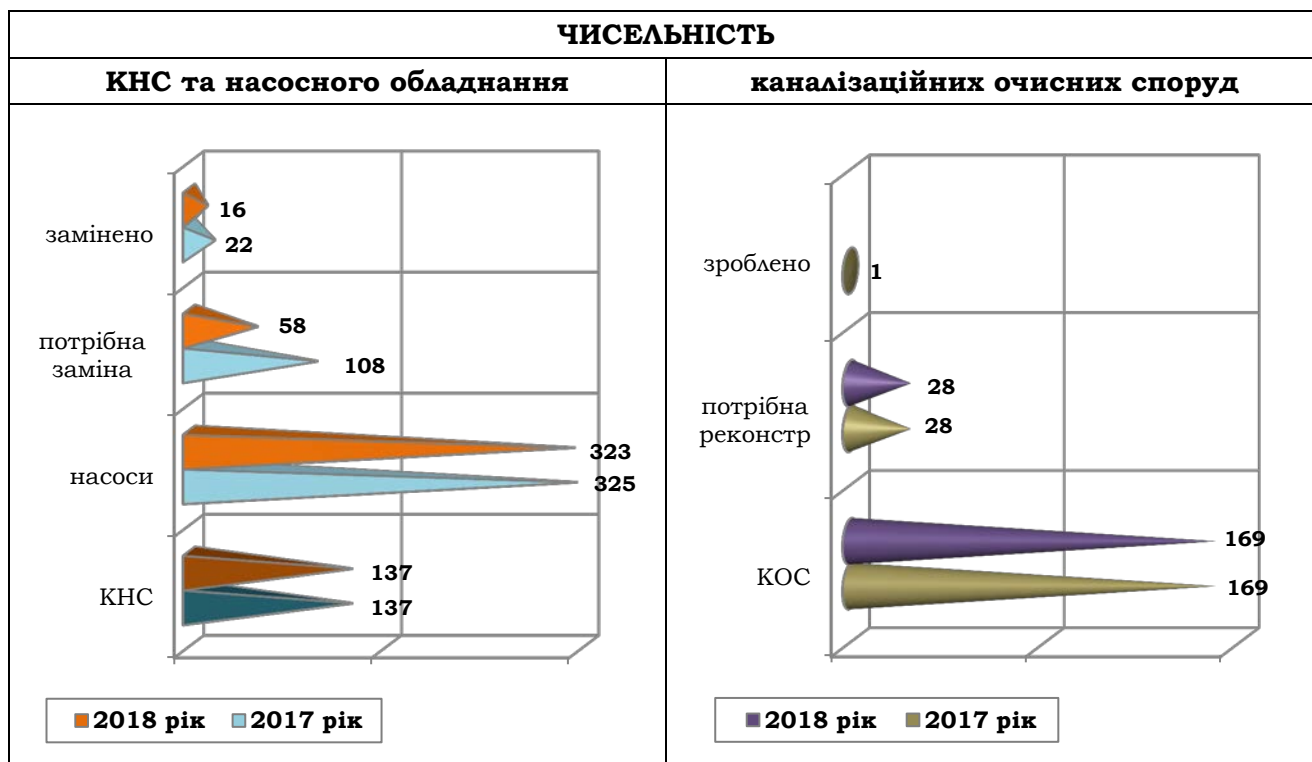 ЧИСЕЛЬНІСТЬ
КНС та насосного обладнання
каналізаційних очисних споруд
замінено
16
22
потрібна
заміна
58
108
насоси
323
325
КНС
137
137
2018 рік
2017 рік
зроблено
1
потрібна
реконстр
28
28
КОС
169
169
2018 рік
2017 рік